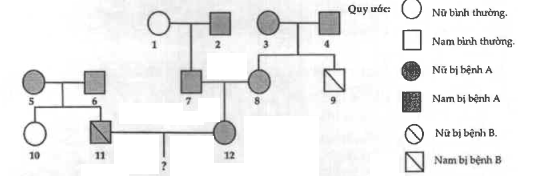 Quy ước:
Nữ bình thường.
Nam bình thường.
Nữ bị bệnh A
Nam bị bệnh A
Nữ bị bệnh B.
Nam bị bệnh B
1 2 3 4
5 6 7 8 9
10 11 12
?